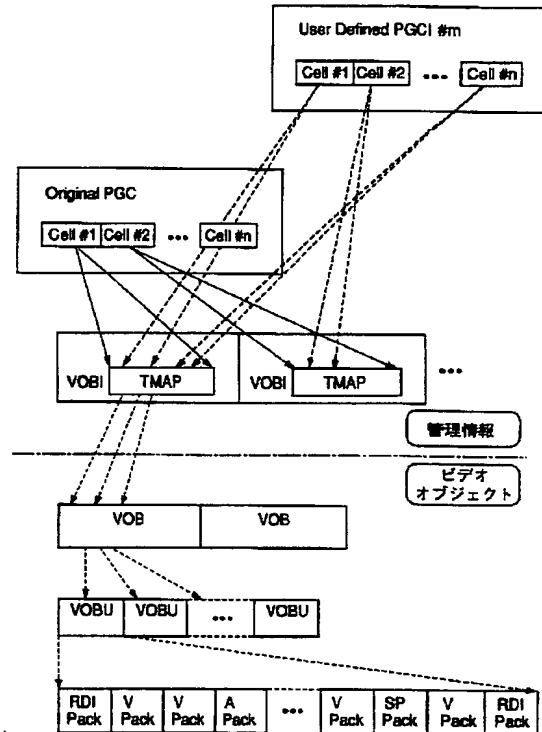 User Defined PGCI #m
Cell #1 Cell #2 ••• Cell #n
Original PGC
Cell #1 Cell #2 ••• Cell #n
VOBI TMAP VOBI TMAP •••
管理情報
ビデオ
オブジェクト
VOB VOB
VOBU VOBU ••• VOBU
RDI Pack V Pack V Pack A Pack ••• V Pack SP Pack V Pack RDI Pack